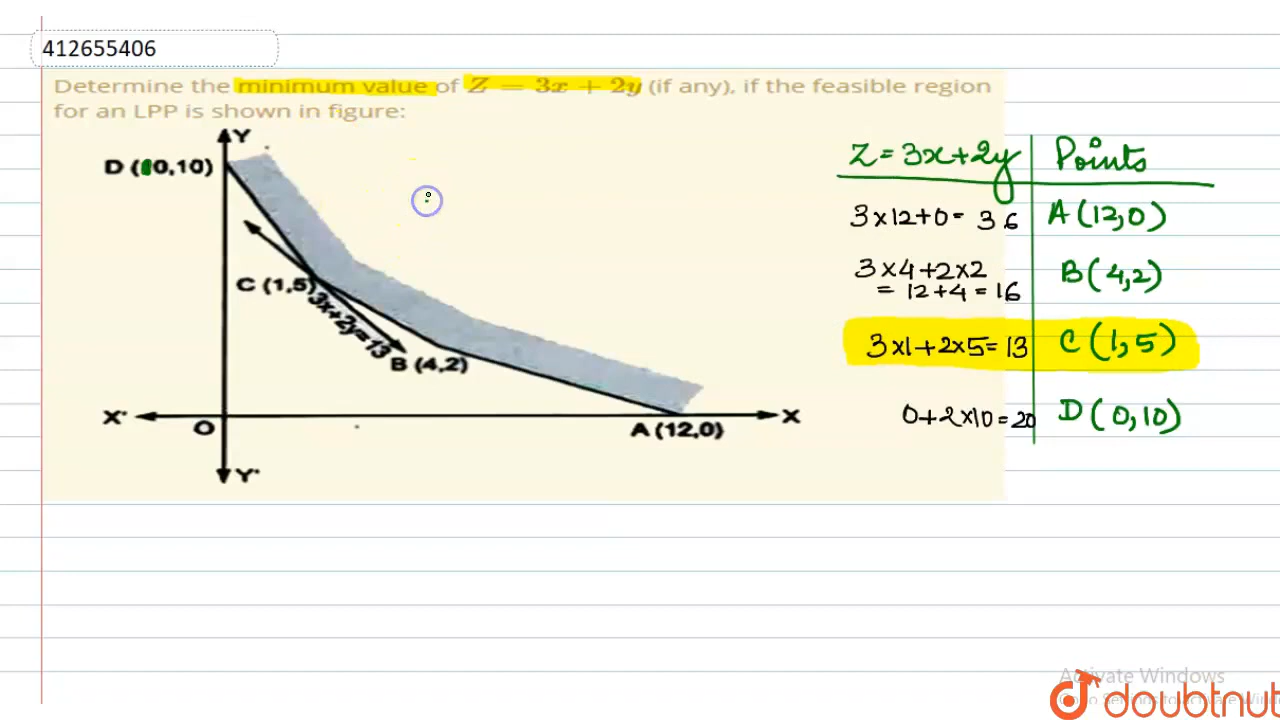 412655406
Determine the minimum value of Z = 3x + 2y (if any), if the feasible region
for an LPP is shown in figure:
Y
D (00,10)
C (1,5)
3x+2y=13
B (4,2)
X'
O
A (12,0)
X
Y'
Z = 3x+2y Points
3×12+0 = 36 A(12,0)
3×4+2×2 B(4,2)
= 12+4 = 16
3×1+2×5=13 C(1,5)
0+2×10=20 D(0,10)
Activate Windows
doubtnut